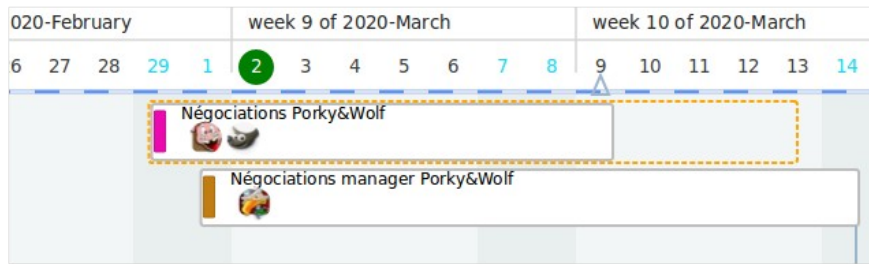 020-February week 9 of 2020-March week 10 of 2020-March
6 27 28 29 1 2 3 4 5 6 7 8 9 10 11 12 13 14
Négociations Porky&Wolf
Négociations manager Porky&Wolf